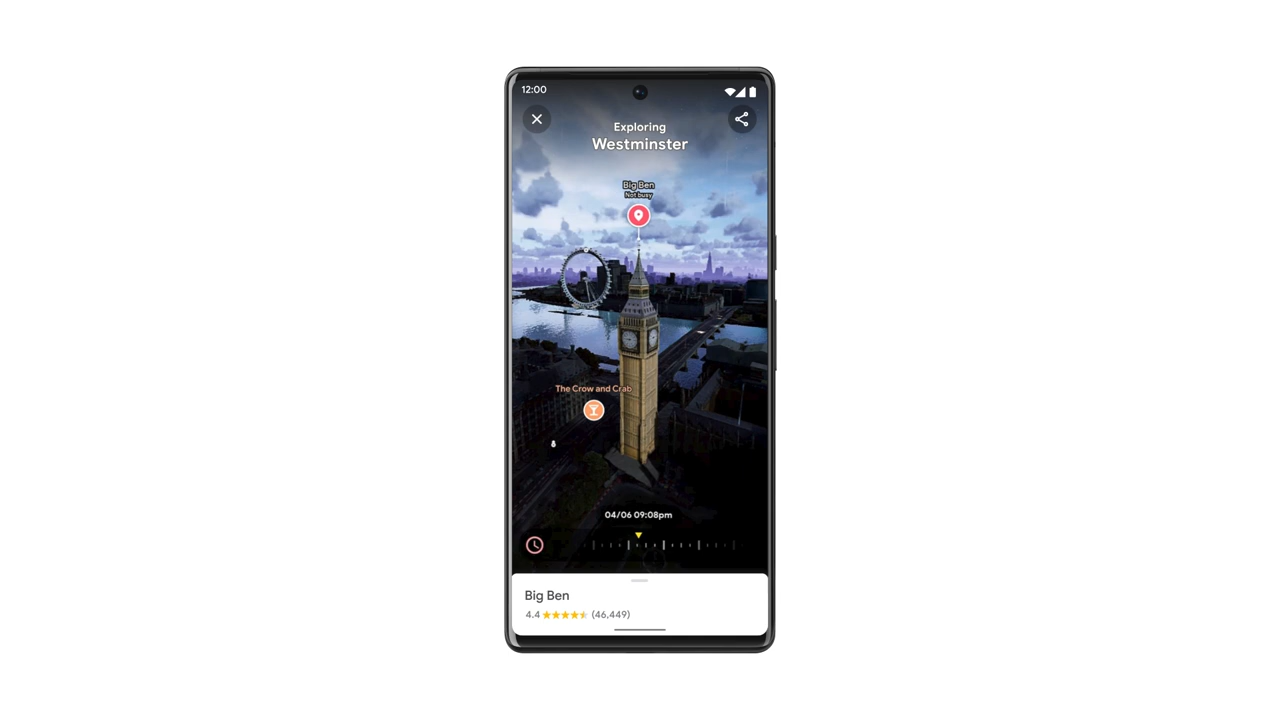 12:00
Exploring
Westminster
Big Ben
Not busy
The Crow and Crab
04/06 09:08pm
Big Ben
4.4 (46,449)